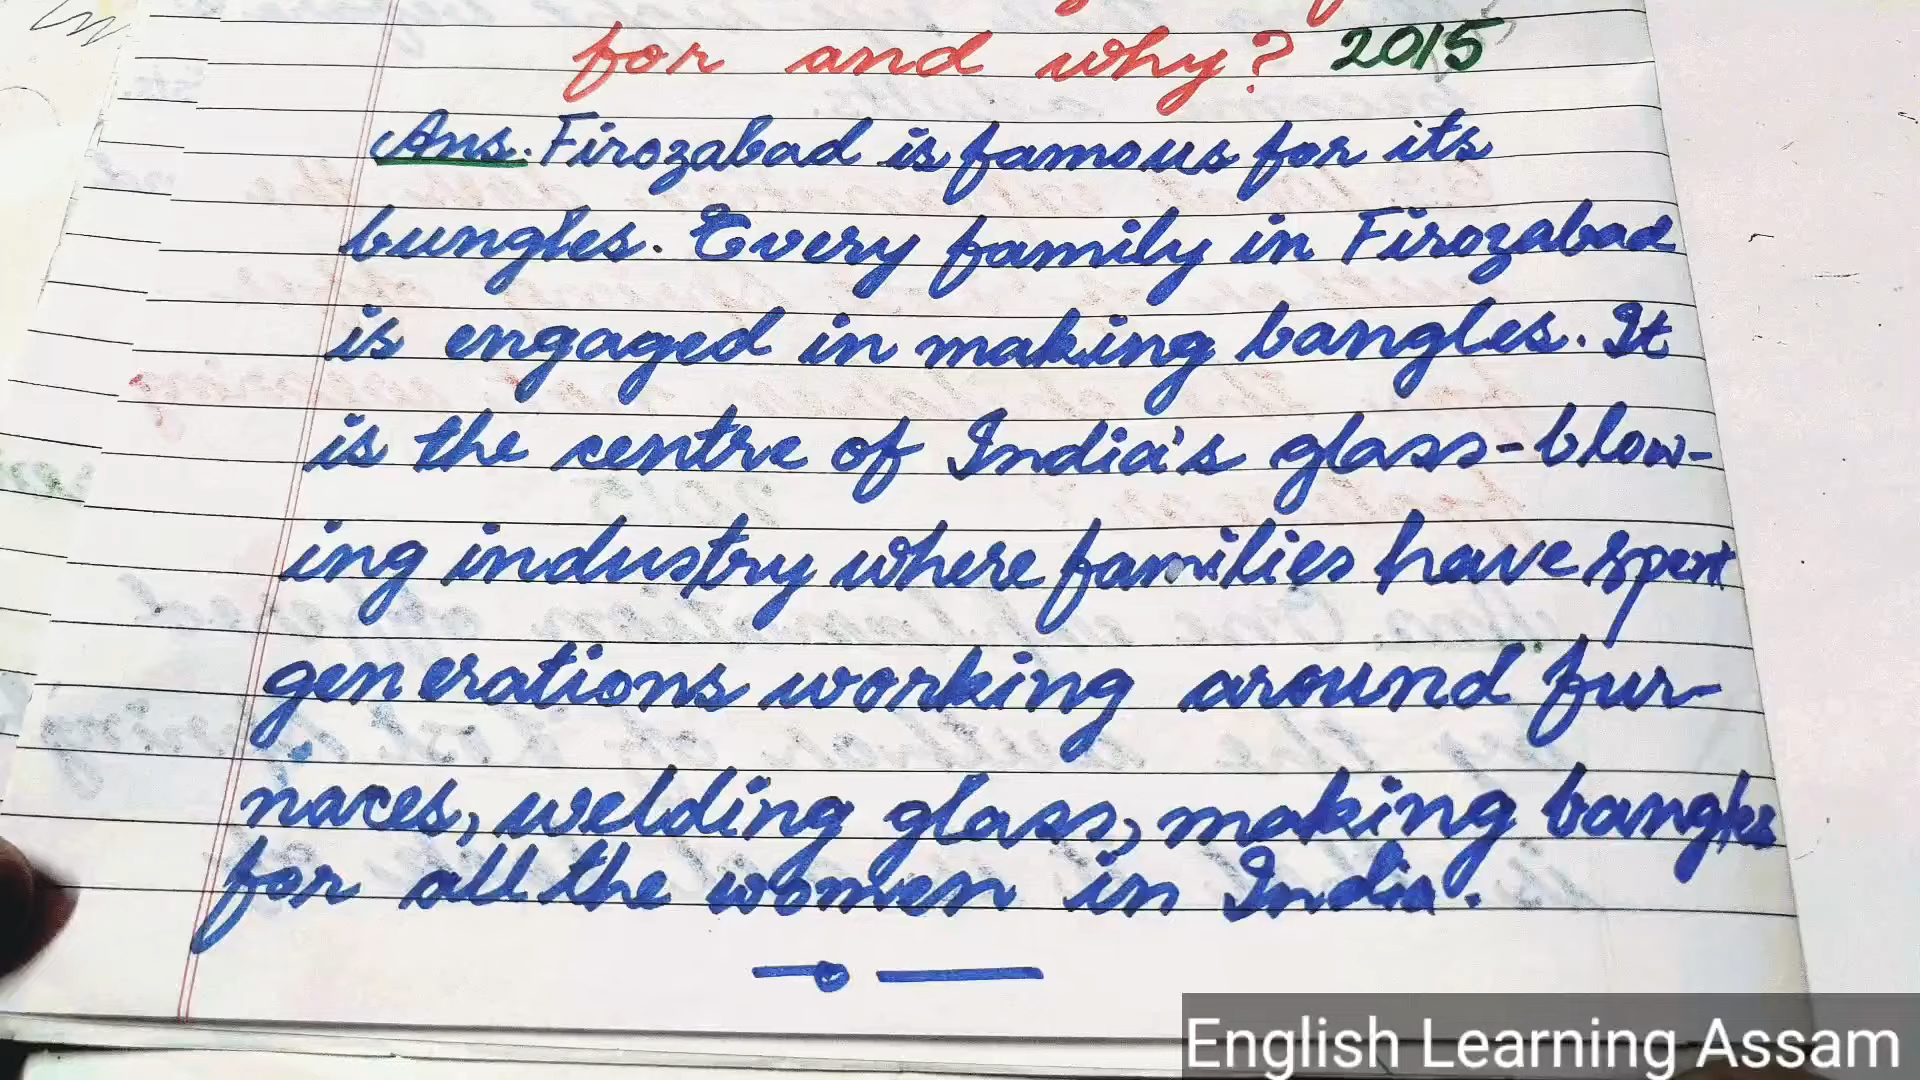 for and why? 2015
Ans. Firozabad is famous for its
bungles. Every family in Firozabad
is engaged in making bangles. It
is the centre of India's glass-blow-
ing industry where families have spent
generations working around fur-
naces, welding glass, making bangles
for all the women in India.
English Learning Assam